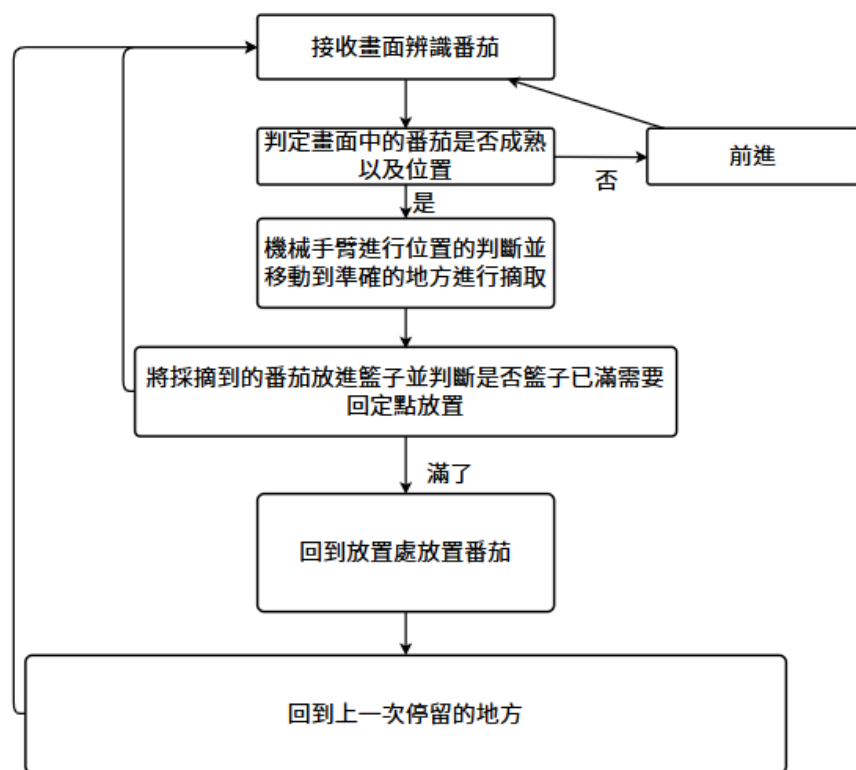 接收畫面辨識番茄
判定畫面中的番茄是否成熟
以及位置
前進
否
是
機械手臂進行位置的判斷並
移動到準確的地方進行摘取
將採摘到的番茄放進籃子並判斷是否籃子已滿需要
回定點放置
滿了
回到放置處放置番茄
回到上一次停留的地方